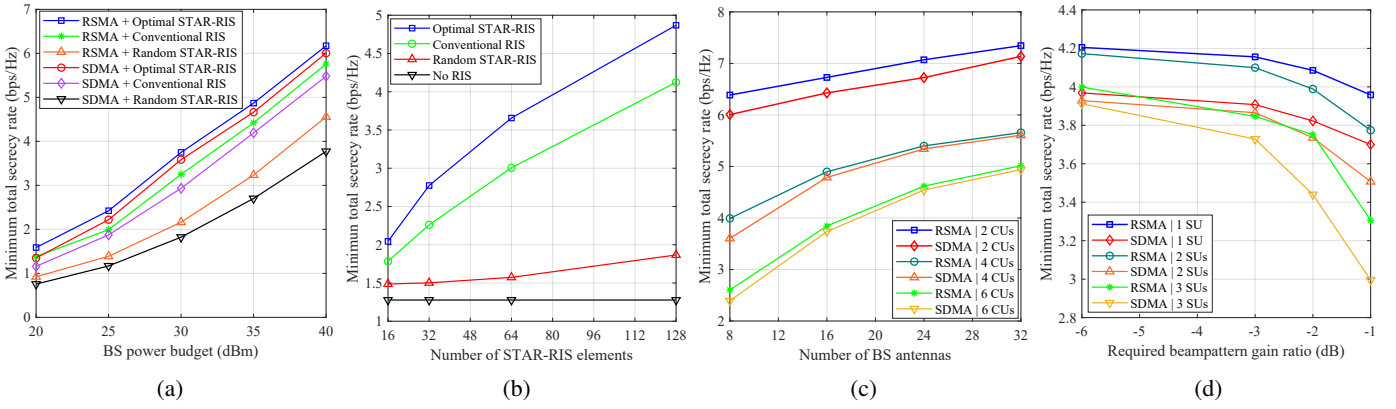 Minimum total secrecy rate (bps/Hz)
7
6
5
4
3
2
1
0
RSMA + Optimal STAR-RIS
RSMA + Conventional RIS
RSMA + Random STAR-RIS
SDMA + Optimal STAR-RIS
SDMA + Conventional RIS
SDMA + Random STAR-RIS
20 25 30 35 40
BS power budget (dBm)
(a)
Minimun total secrecy rate (bps/Hz)
5
4.5
4
3.5
3
2.5
2
1.5
1
Optimal STAR-RIS
Conventional RIS
Random STAR-RIS
No RIS
16 32 48 64 80 96 112 128
Number of STAR-RIS elements
(b)
Minimum total secrecy rate (bps/Hz)
8
7
6
5
4
3
2
RSMA | 2 CUs
SDMA | 2 CUs
RSMA | 4 CUs
SDMA | 4 CUs
RSMA | 6 CUs
SDMA | 6 CUs
8 12 16 20 24 28 32
Number of BS antennas
(c)
Minimum total secrecy rate (bps/Hz)
4.4
4.2
4
3.8
3.6
3.4
3.2
3
2.8
RSMA | 1 SU
SDMA | 1 SU
RSMA | 2 SUs
SDMA | 2 SUs
RSMA | 3 SUs
SDMA | 3 SUs
-6 -5 -4 -3 -2 -1
Required beampattern gain ratio (dB)
(d)